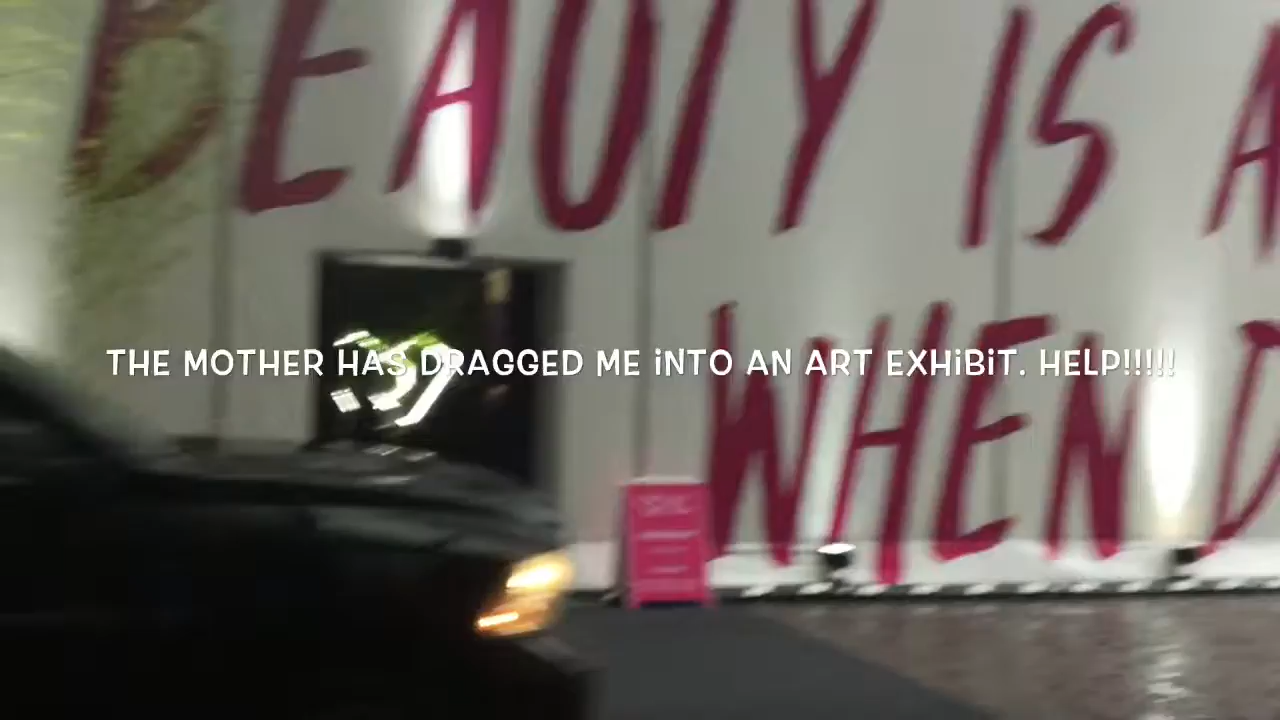 BEAUTY IS A
THE MOTHER HAS DRAGGED ME iNTO AN ART EXHiBiT. HELP!!!!!
WHEN D